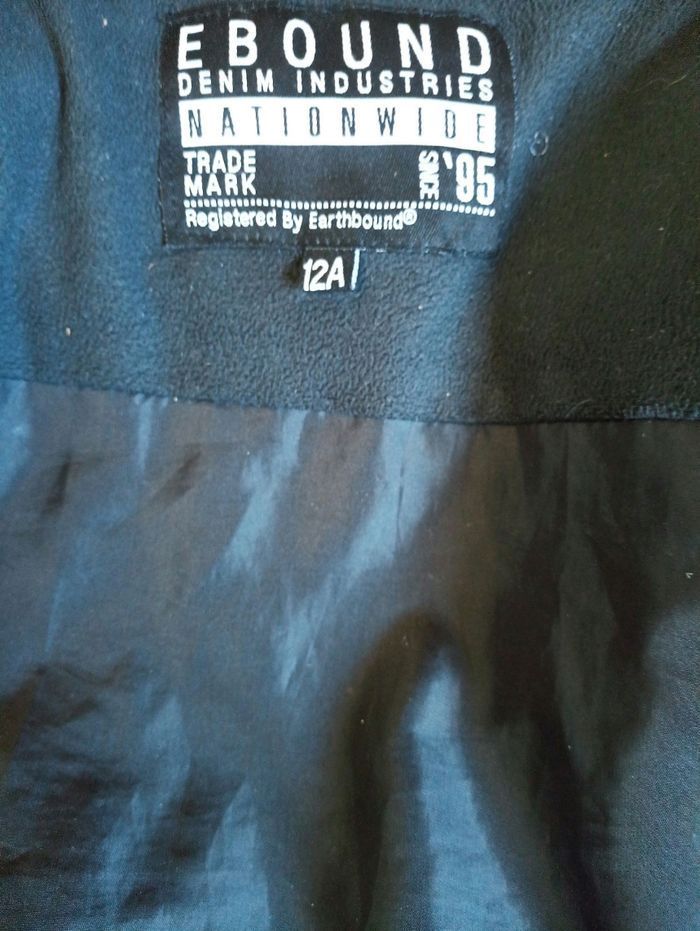 EBOUND
DENIM INDUSTRIES
NATIONWIDE
TRADE MARK SINCE '95
Registered By Earthbound®
12A